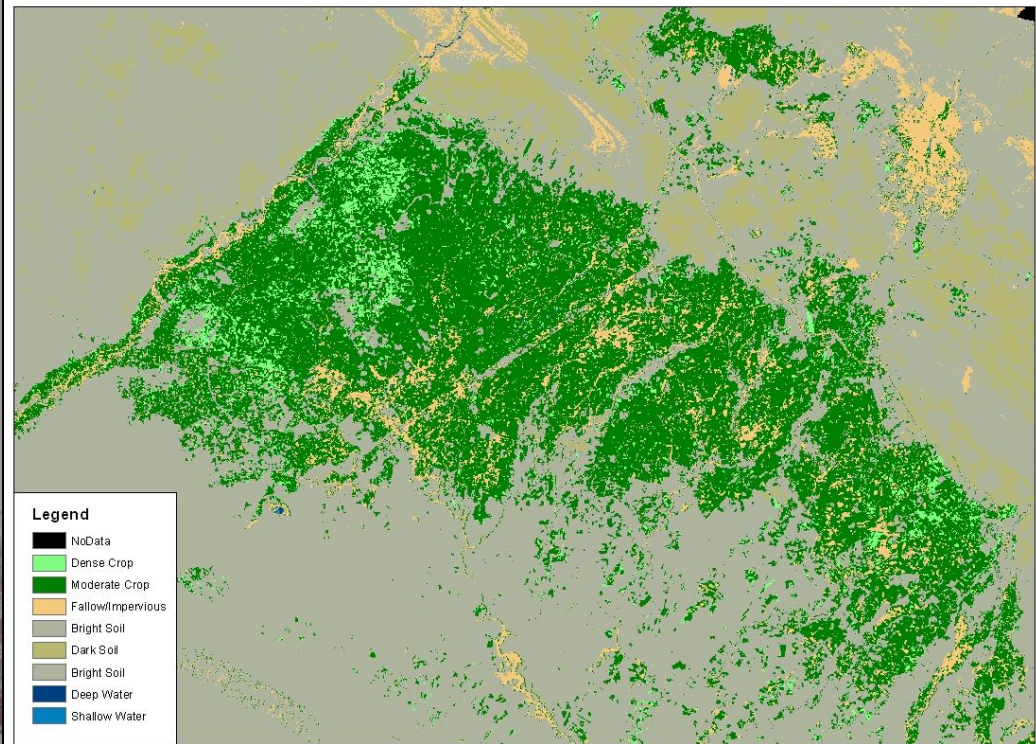 Legend
NoData
Dense Crop
Moderate Crop
Fallow/Impervious
Bright Soil
Dark Soil
Bright Soil
Deep Water
Shallow Water